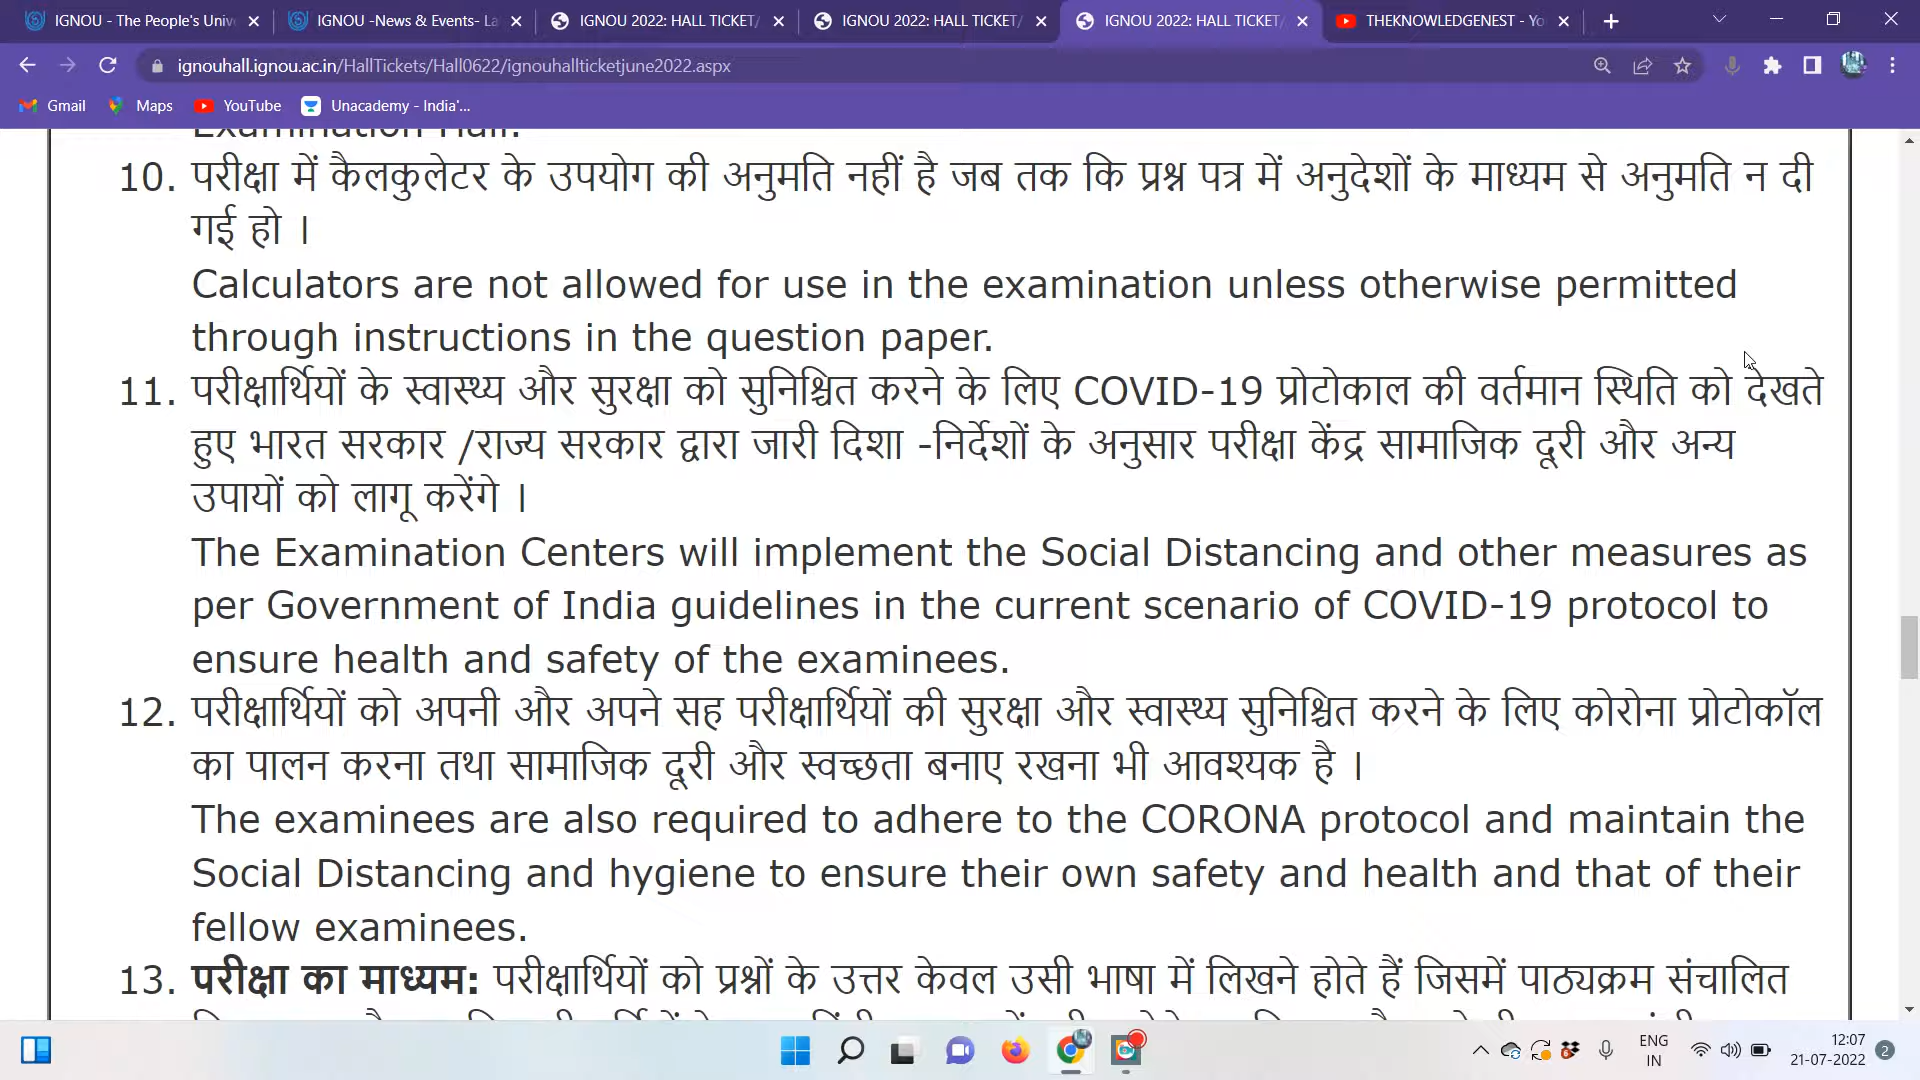 IGNOU - The People's Unive
IGNOU -News & Events- La
IGNOU 2022: HALL TICKET/
IGNOU 2022: HALL TICKET/
IGNOU 2022: HALL TICKET/
THEKNOWLEDGENEST - Yo
ignouhall.ignou.ac.in/HallTickets/Hall0622/ignouhallticketjune2022.aspx
Gmail Maps YouTube Unacademy - India'...
Examination Hall.
10. परीक्षा में कैलकुलेटर के उपयोग की अनुमति नहीं है जब तक कि प्रश्न पत्र में अनुदेशों के माध्यम से अनुमति न दी
गई हो ।
Calculators are not allowed for use in the examination unless otherwise permitted
through instructions in the question paper.
11. परीक्षार्थियों के स्वास्थ्य और सुरक्षा को सुनिश्चित करने के लिए COVID-19 प्रोटोकाल की वर्तमान स्थिति को देखते
हुए भारत सरकार /राज्य सरकार द्वारा जारी दिशा -निर्देशों के अनुसार परीक्षा केंद्र सामाजिक दूरी और अन्य
उपायों को लागू करेंगे ।
The Examination Centers will implement the Social Distancing and other measures as
per Government of India guidelines in the current scenario of COVID-19 protocol to
ensure health and safety of the examinees.
12. परीक्षार्थियों को अपनी और अपने सह परीक्षार्थियों की सुरक्षा और स्वास्थ्य सुनिश्चित करने के लिए कोरोना प्रोटोकॉल
का पालन करना तथा सामाजिक दूरी और स्वच्छता बनाए रखना भी आवश्यक है ।
The examinees are also required to adhere to the CORONA protocol and maintain the
Social Distancing and hygiene to ensure their own safety and health and that of their
fellow examinees.
13. परीक्षा का माध्यम: परीक्षार्थियों को प्रश्नों के उत्तर केवल उसी भाषा में लिखने होते हैं जिसमें पाठ्यक्रम संचालित
ENG
IN
12:07
21-07-2022
2